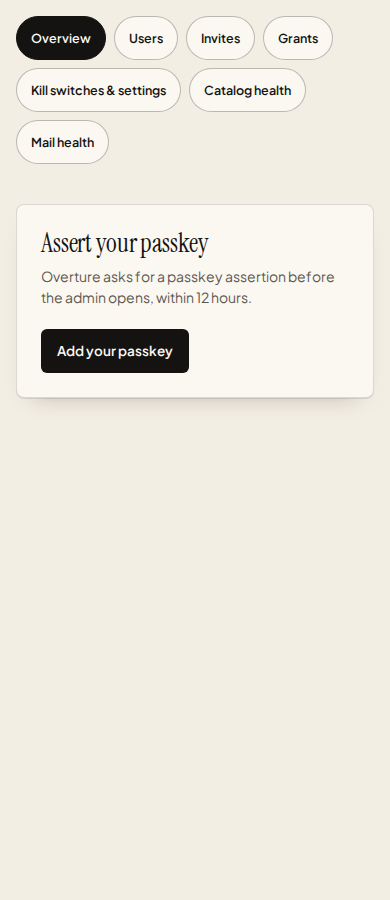 Overview
Users
Invites
Grants
Kill switches & settings
Catalog health
Mail health
Assert your passkey
Overture asks for a passkey assertion before
the admin opens, within 12 hours.
Add your passkey